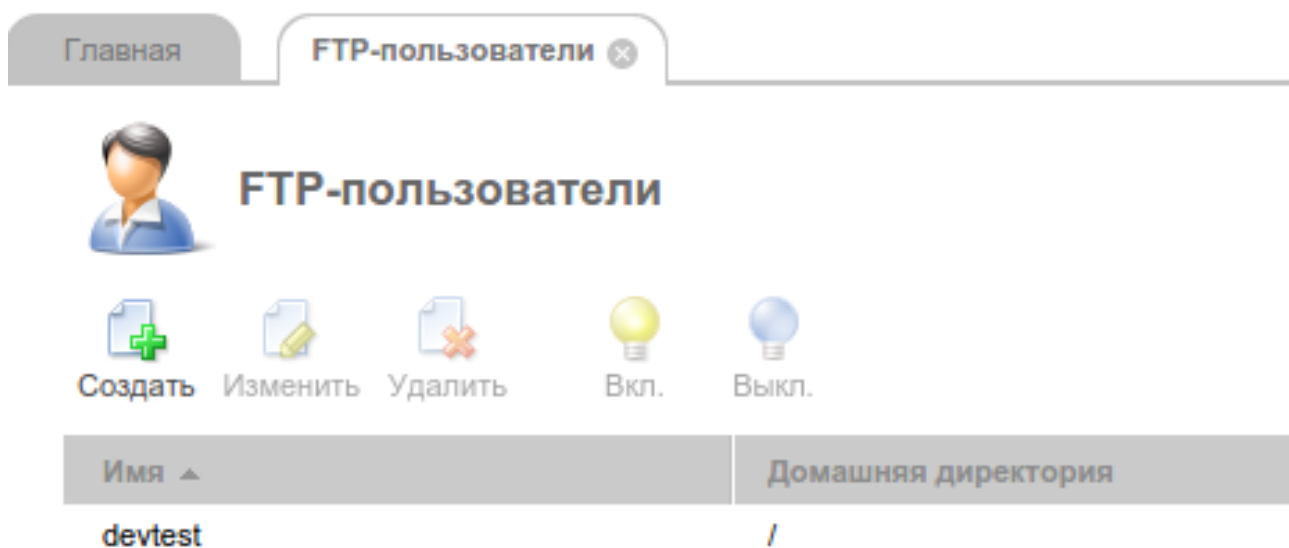 Главная FTP-пользователи
FTP-пользователи
Создать Изменить Удалить Вкл. Выкл.
Имя Домашняя директория
devtest /